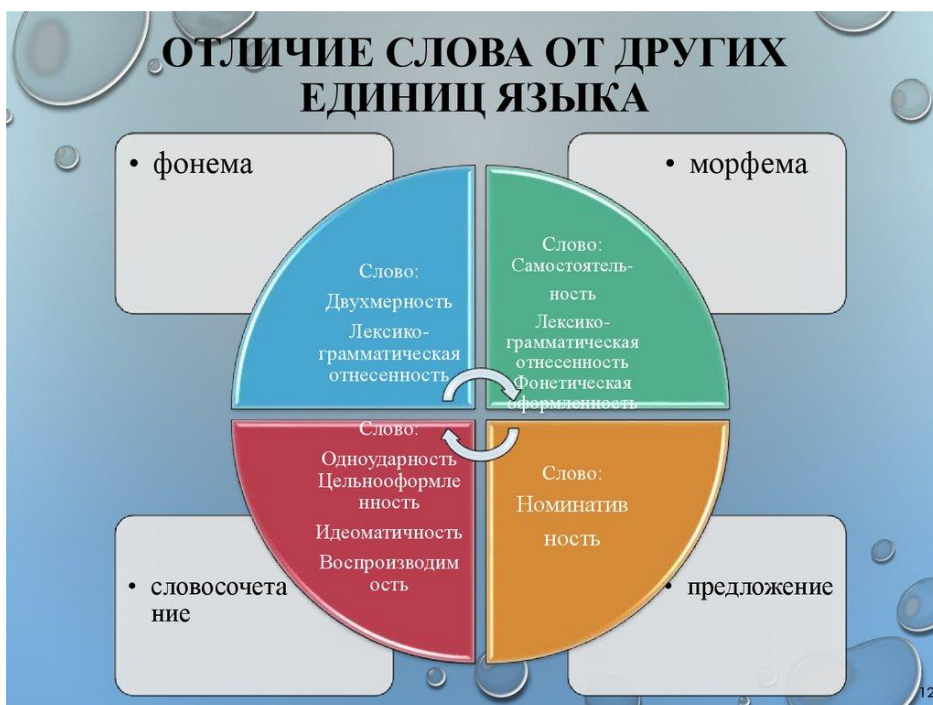 ОТЛИЧИЕ СЛОВА ОТ ДРУГИХ
ЕДИНИЦ ЯЗЫКА
• фонема
• морфема
Слово:
Двухмерность
Лексико-
грамматическая
отнесенность
Слово:
Самостоятель-
ность
Лексико-
грамматическая
отнесенность
Фонетическая
оформленность
Слово:
Одноударность
Цельнооформле
нность
Идеоматичность
Воспроизводим
ость
Слово:
Номинатив
ность
• словосочета
ние
• предложение
12